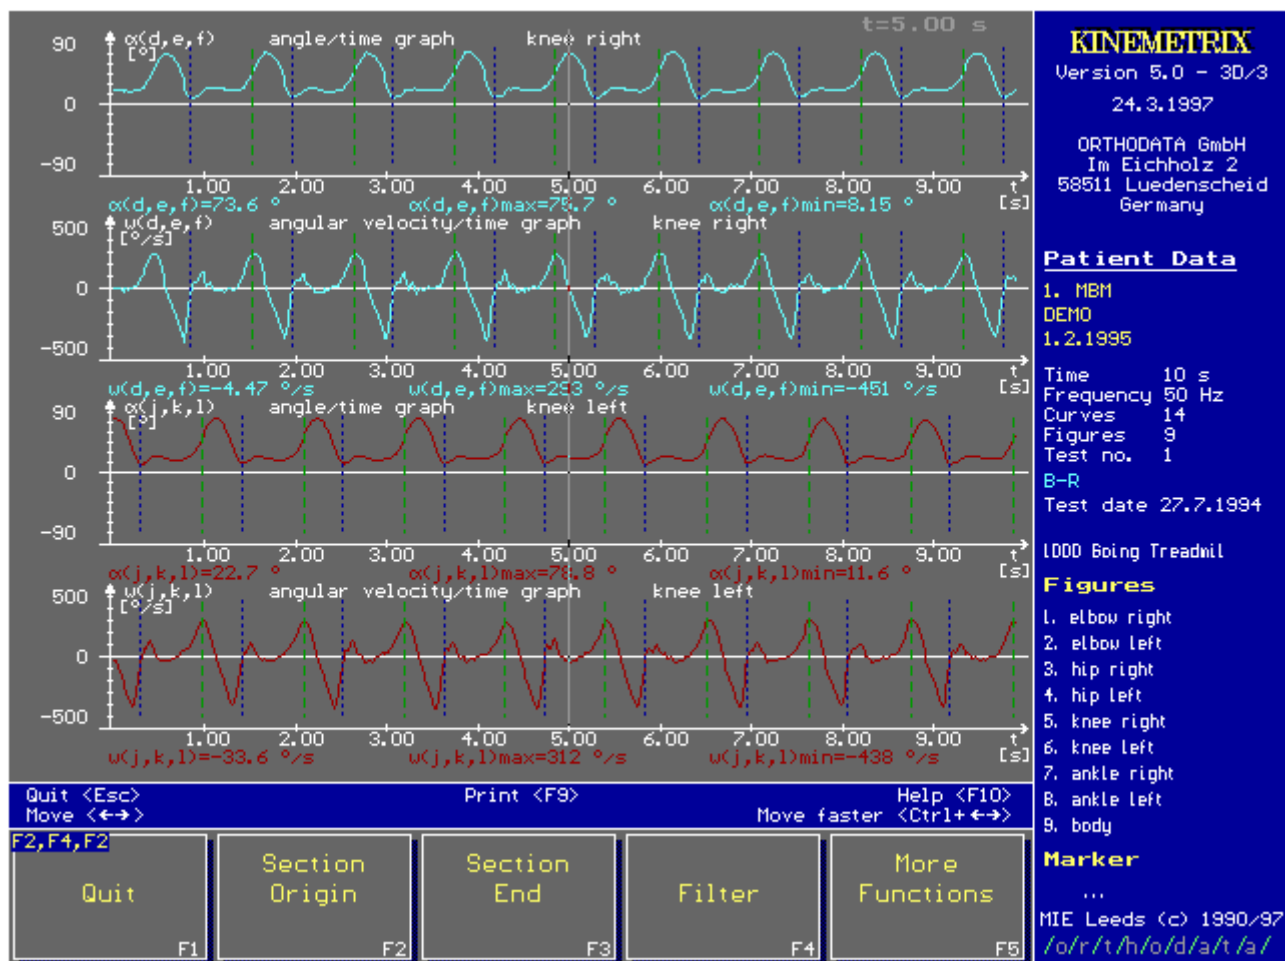 t=5.00 s
90 α(d,e,f) angle/time graph knee right
[°]
0
-90
1.00 2.00 3.00 4.00 5.00 6.00 7.00 8.00 9.00 t
α(d,e,f)=73.6 ° α(d,e,f)max=75.7 ° α(d,e,f)min=8.15 ° [s]
500 w(d,e,f) angular velocity/time graph knee right
[°/s]
0
-500
1.00 2.00 3.00 4.00 5.00 6.00 7.00 8.00 9.00 t
w(d,e,f)=-4.47 °/s w(d,e,f)max=293 °/s w(d,e,f)min=-451 °/s [s]
90 α(j,k,l) angle/time graph knee left
[°]
0
-90
1.00 2.00 3.00 4.00 5.00 6.00 7.00 8.00 9.00 t
α(j,k,l)=22.7 ° α(j,k,l)max=78.8 ° α(j,k,l)min=11.6 ° [s]
500 w(j,k,l) angular velocity/time graph knee left
[°/s]
0
-500
1.00 2.00 3.00 4.00 5.00 6.00 7.00 8.00 9.00 t
w(j,k,l)=-33.6 °/s w(j,k,l)max=312 °/s w(j,k,l)min=-438 °/s [s]
Quit <Esc> Print <F9> Help <F10>
Move <←→> Move faster <Ctrl+←→>
F2,F4,F2
Quit
F1
Section
Origin
F2
Section
End
F3
Filter
F4
More
Functions
F5
KINEMETRIX
Version 5.0 - 3D/3
24.3.1997
ORTHODATA GmbH
Im Eichholz 2
58511 Luedenscheid
Germany
Patient Data
1. MBM
DEMO
1.2.1995
Time 10 s
Frequency 50 Hz
Curves 14
Figures 9
Test no. 1
B-R
Test date 27.7.1994
1DDD Going Treadmil
Figures
1. elbow right
2. elbow left
3. hip right
4. hip left
5. knee right
6. knee left
7. ankle right
8. ankle left
9. body
Marker
...
MIE Leeds (c) 1990/97
/o/r/t/h/o/d/a/t/a/